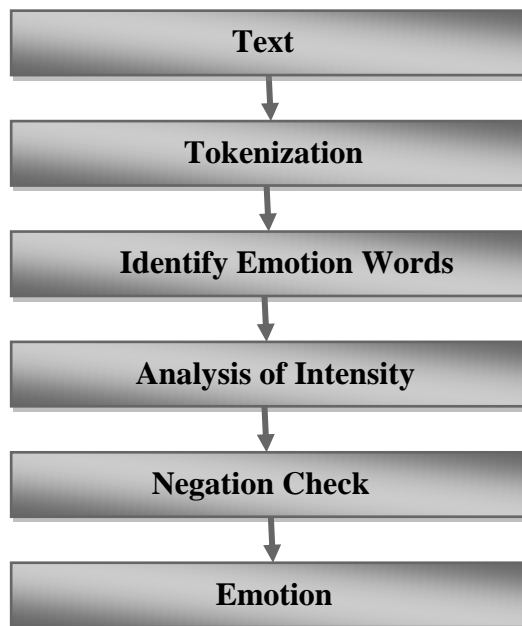 Text
Tokenization
Identify Emotion Words
Analysis of Intensity
Negation Check
Emotion